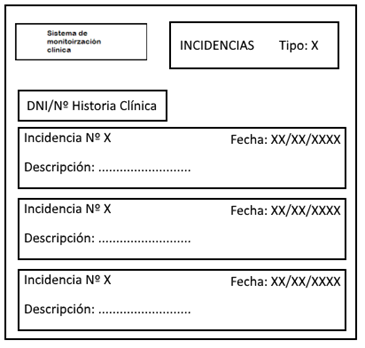 Sistema de
monitoirzación
clínica
INCIDENCIAS Tipo: X
DNI/Nº Historia Clínica
Incidencia Nº X Fecha: XX/XX/XXXX
Descripción: ..........................
Incidencia Nº X Fecha: XX/XX/XXXX
Descripción: ..........................
Incidencia Nº X Fecha: XX/XX/XXXX
Descripción: ..........................